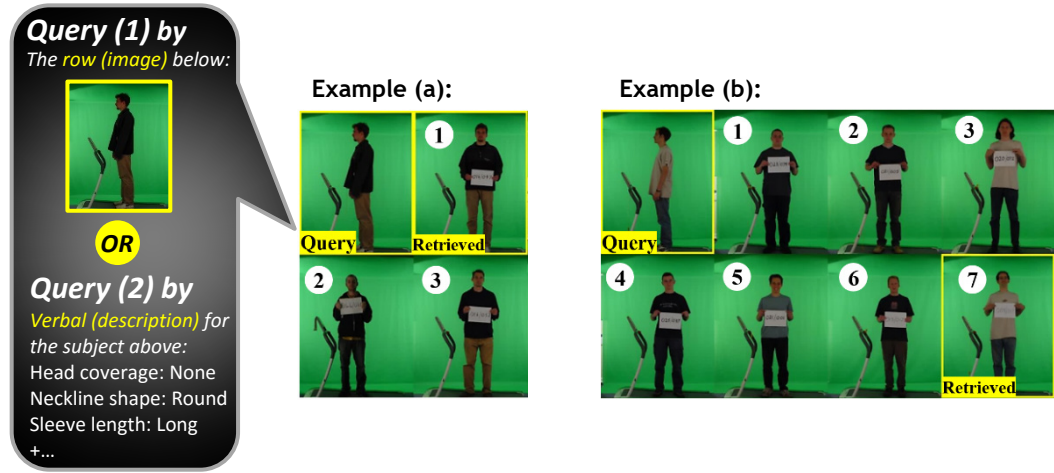 Query (1) by
The row (image) below:
OR
Query (2) by
Verbal (description) for
the subject above:
Head coverage: None
Neckline shape: Round
Sleeve length: Long
+...
Example (a):
1
Query
Retrieved
2
3
Example (b):
1
2
3
Query
4
5
6
7
Retrieved